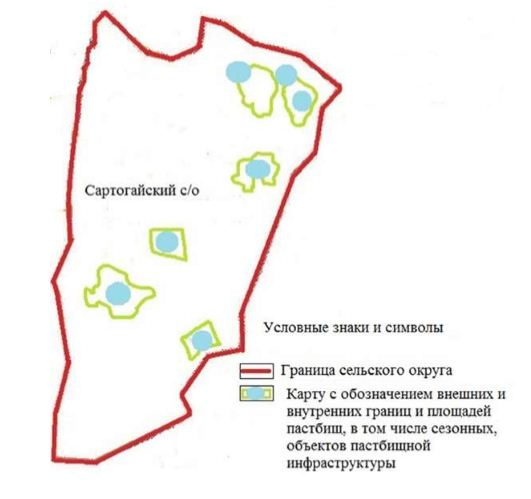 Сартогайский с/о
Условные знаки и символы
Граница сельского округа
Карту с обозначением внешних и
внутренних границ и площадей
пастбищ, в том числе сезонных,
объектов пастбищной
инфраструктуры